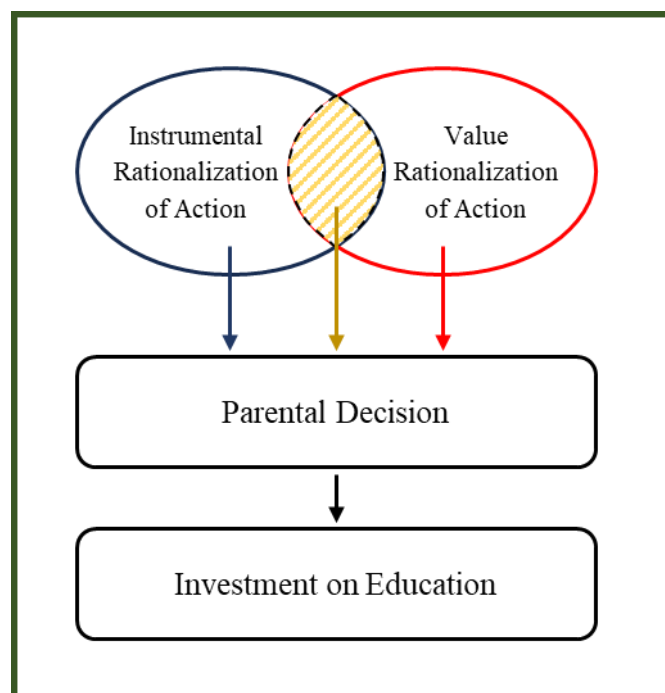 Instrumental
Rationalization
of Action
Value
Rationalization
of Action
Parental Decision
Investment on Education